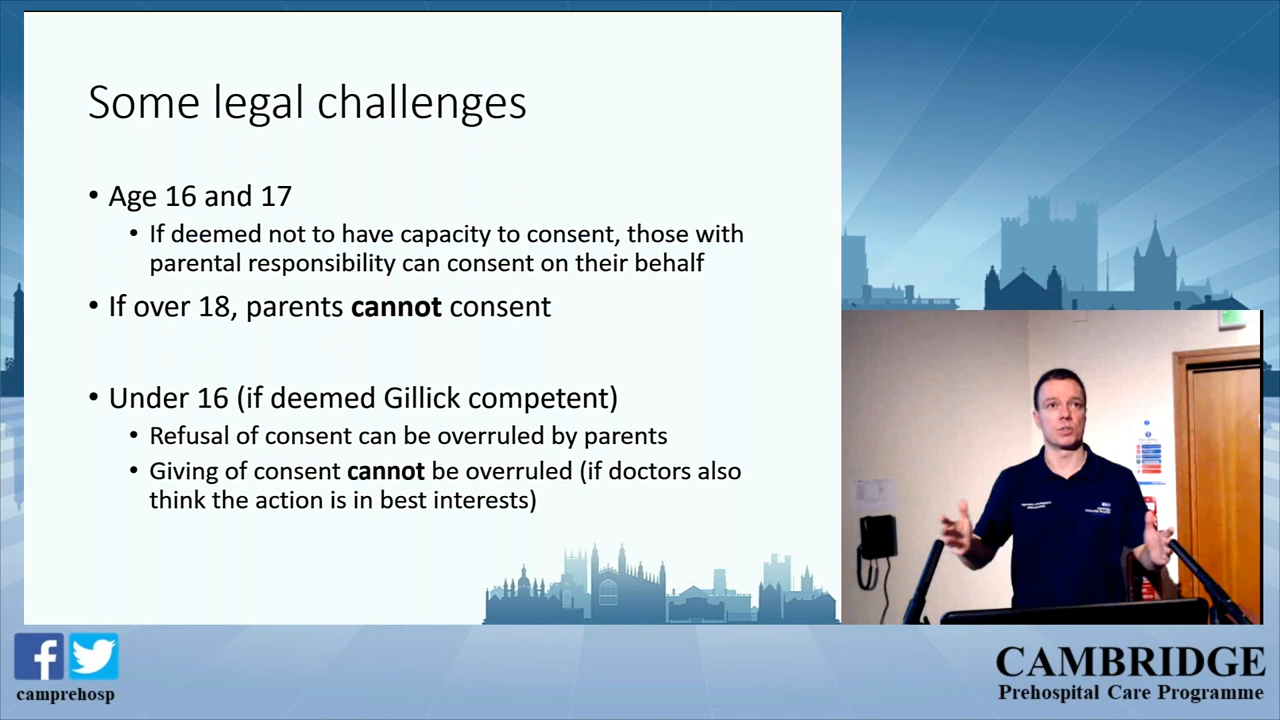 Some legal challenges
• Age 16 and 17
• If deemed not to have capacity to consent, those with
parental responsibility can consent on their behalf
• If over 18, parents cannot consent
• Under 16 (if deemed Gillick competent)
• Refusal of consent can be overruled by parents
• Giving of consent cannot be overruled (if doctors also
think the action is in best interests)
camprehosp
CAMBRIDGE
Prehospital Care Programme